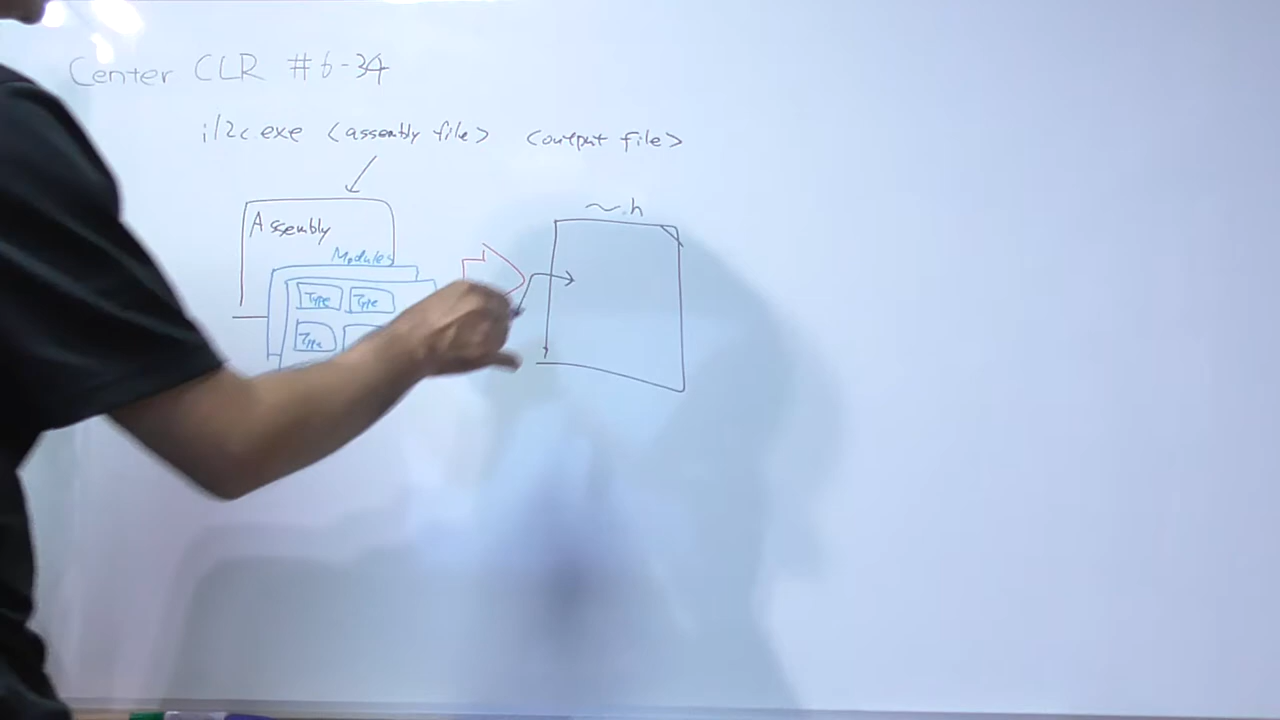 Center CLR #6-34
il2c.exe <assembly file> <output file>
~.h
Assembly
Modules
Type Type
Type